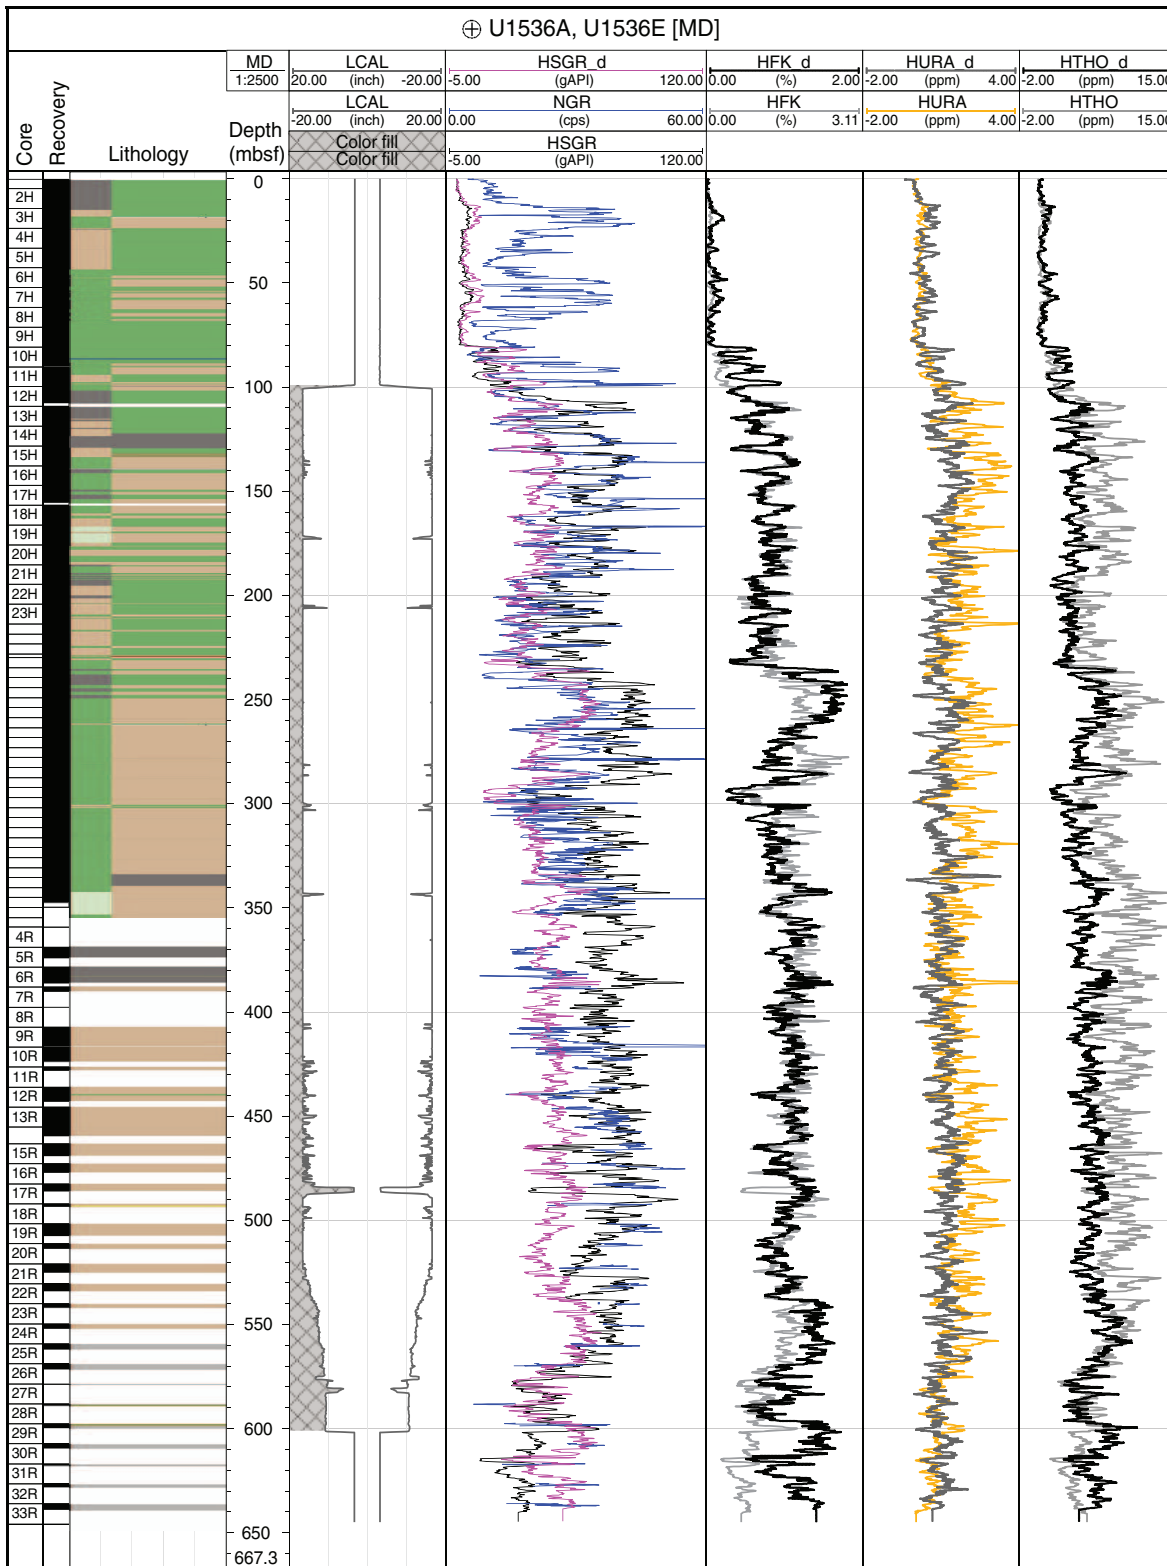 ⊕ U1536A, U1536E [MD]
Core
Recovery
Lithology
MD
1:2500
Depth
(mbsf)
LCAL
20.00 (inch) -20.00
LCAL
-20.00 (inch) 20.00
Color fill
Color fill
HSGR_d
-5.00 (gAPI) 120.00
NGR
0.00 (cps) 60.00
HSGR
-5.00 (gAPI) 120.00
HFK_d
0.00 (%) 2.00
HFK
0.00 (%) 3.11
HURA_d
-2.00 (ppm) 4.00
HURA
-2.00 (ppm) 4.00
HTHO_d
-2.00 (ppm) 15.00
HTHO
-2.00 (ppm) 15.00
2H
3H
4H
5H
6H
7H
8H
9H
10H
11H
12H
13H
14H
15H
16H
17H
18H
19H
20H
21H
22H
23H
4R
5R
6R
7R
8R
9R
10R
11R
12R
13R
15R
16R
17R
18R
19R
20R
21R
22R
23R
24R
25R
26R
27R
28R
29R
30R
31R
32R
33R
0
50
100
150
200
250
300
350
400
450
500
550
600
650
667.3